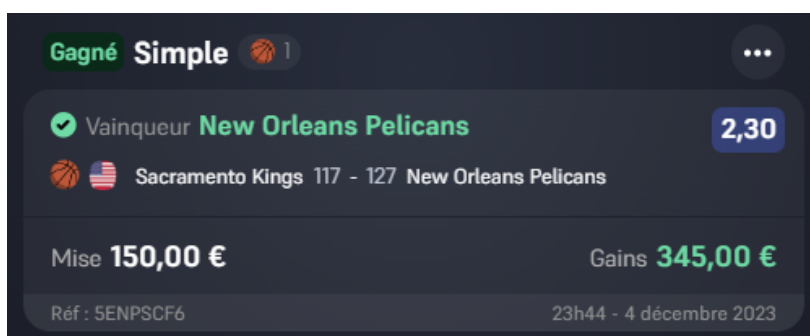 Gagné Simple 1
Vainqueur New Orleans Pelicans 2,30
Sacramento Kings 117 - 127 New Orleans Pelicans
Mise 150,00 € Gains 345,00 €
Réf : 5ENPSCF6 23h44 - 4 décembre 2023